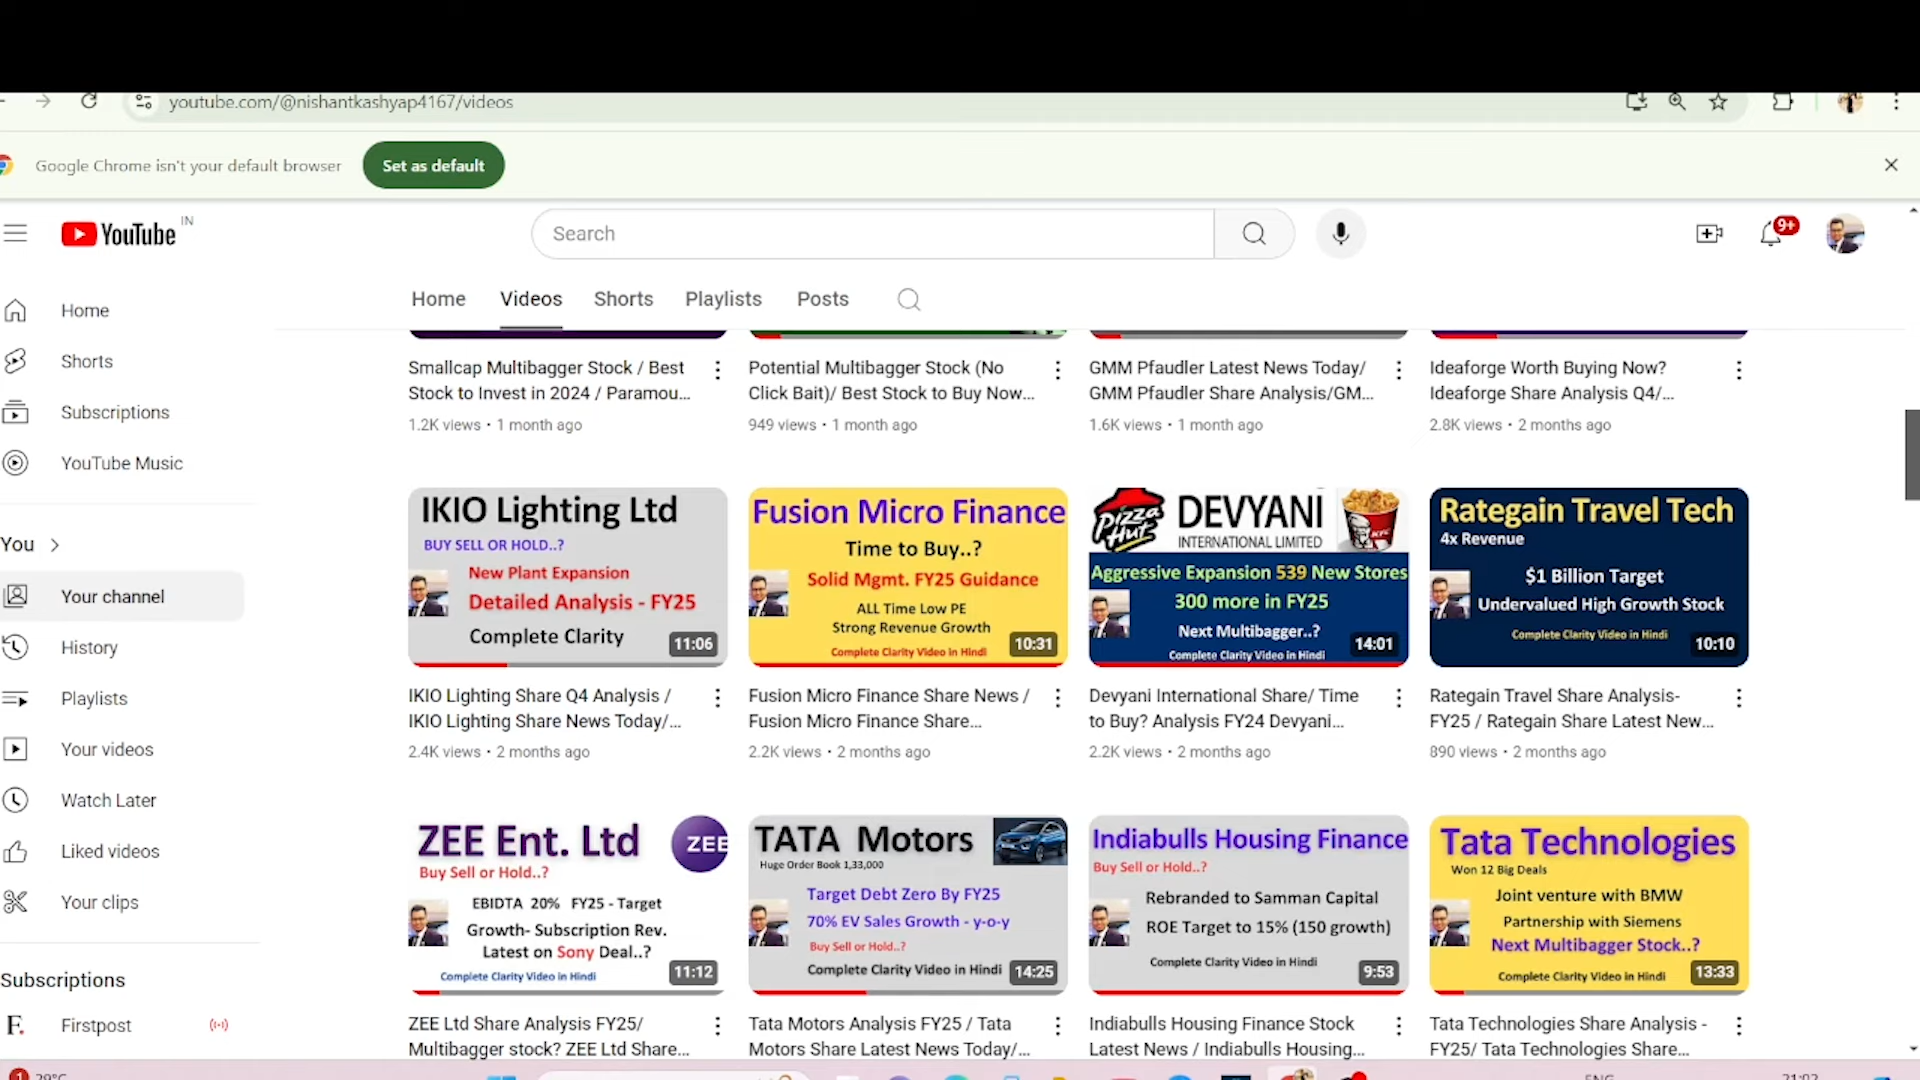 youtube.com/@nishantkashyap4167/videos
Google Chrome isn't your default browser
Set as default
YouTube IN
Search
9+
Home
Videos
Shorts
Playlists
Posts
Home
Shorts
Subscriptions
YouTube Music
You
Your channel
History
Playlists
Your videos
Watch Later
Liked videos
Your clips
Subscriptions
Firstpost
Smallcap Multibagger Stock / Best
Stock to Invest in 2024 / Paramou...
1.2K views • 1 month ago
Potential Multibagger Stock (No
Click Bait)/ Best Stock to Buy Now...
949 views • 1 month ago
GMM Pfaudler Latest News Today/
GMM Pfaudler Share Analysis/GM...
1.6K views • 1 month ago
Ideaforge Worth Buying Now?
Ideaforge Share Analysis Q4/...
2.8K views • 2 months ago
IKIO Lighting Ltd
BUY SELL OR HOLD..?
New Plant Expansion
Detailed Analysis - FY25
Complete Clarity
11:06
IKIO Lighting Share Q4 Analysis /
IKIO Lighting Share News Today/...
2.4K views • 2 months ago
Fusion Micro Finance
Time to Buy..?
Solid Mgmt. FY25 Guidance
ALL Time Low PE
Strong Revenue Growth
Complete Clarity Video in Hindi
10:31
Fusion Micro Finance Share News /
Fusion Micro Finance Share...
2.2K views • 2 months ago
Pizza Hut
DEVYANI
INTERNATIONAL LIMITED
KFC
Aggressive Expansion 539 New Stores
300 more in FY25
Next Multibagger..?
Complete Clarity Video in Hindi
14:01
Devyani International Share/ Time
to Buy? Analysis FY24 Devyani...
2.2K views • 2 months ago
Rategain Travel Tech
4x Revenue
$1 Billion Target
Undervalued High Growth Stock
Complete Clarity Video in Hindi
10:10
Rategain Travel Share Analysis-
FY25 / Rategain Share Latest New...
890 views • 2 months ago
ZEE Ent. Ltd
ZEE
Buy Sell or Hold..?
EBIDTA 20% FY25 - Target
Growth- Subscription Rev.
Latest on Sony Deal..?
Complete Clarity Video in Hindi
11:12
ZEE Ltd Share Analysis FY25/
Multibagger stock? ZEE Ltd Share...
TATA Motors
Huge Order Book 1,33,000
Target Debt Zero By FY25
70% EV Sales Growth - y-o-y
Buy Sell or Hold..?
Complete Clarity Video in Hindi
14:25
Tata Motors Analysis FY25 / Tata
Motors Share Latest News Today/...
Indiabulls Housing Finance
Buy Sell or Hold..?
Rebranded to Samman Capital
ROE Target to 15% (150 growth)
Complete Clarity Video in Hindi
9:53
Indiabulls Housing Finance Stock
Latest News / Indiabulls Housing...
Tata Technologies
Won 12 Big Deals
Joint venture with BMW
Partnership with Siemens
Next Multibagger Stock..?
Complete Clarity Video in Hindi
13:33
Tata Technologies Share Analysis -
FY25/ Tata Technologies Share...
1
29°C
ENG